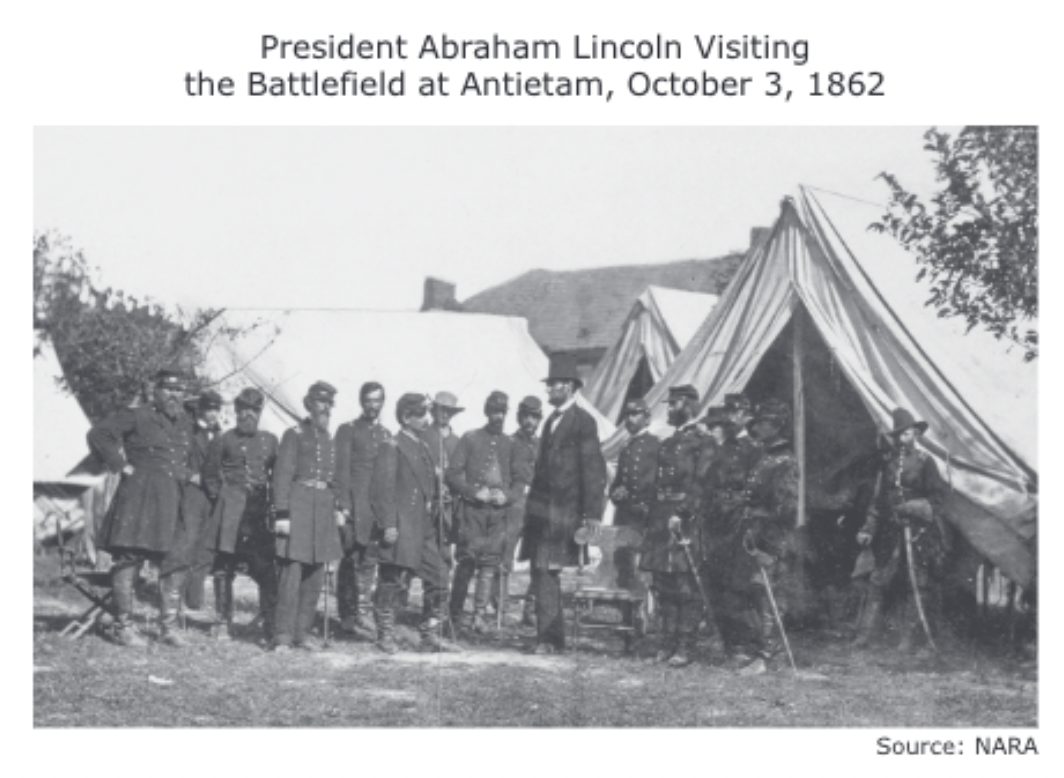 President Abraham Lincoln Visiting
the Battlefield at Antietam, October 3, 1862
Source: NARA